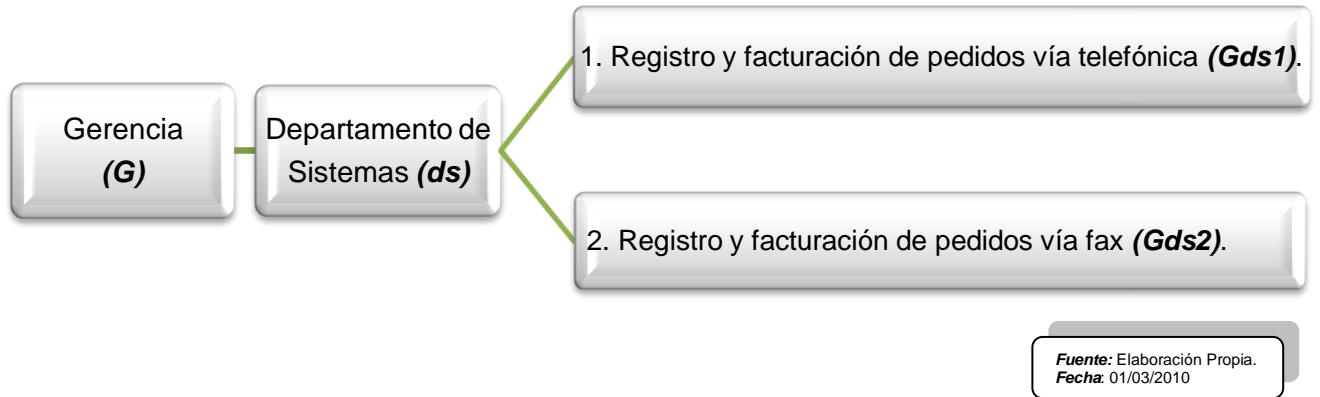 1. Registro y facturación de pedidos vía telefónica (Gds1).
Gerencia
(G)
Departamento de
Sistemas (ds)
2. Registro y facturación de pedidos vía fax (Gds2).
Fuente: Elaboración Propia.
Fecha: 01/03/2010